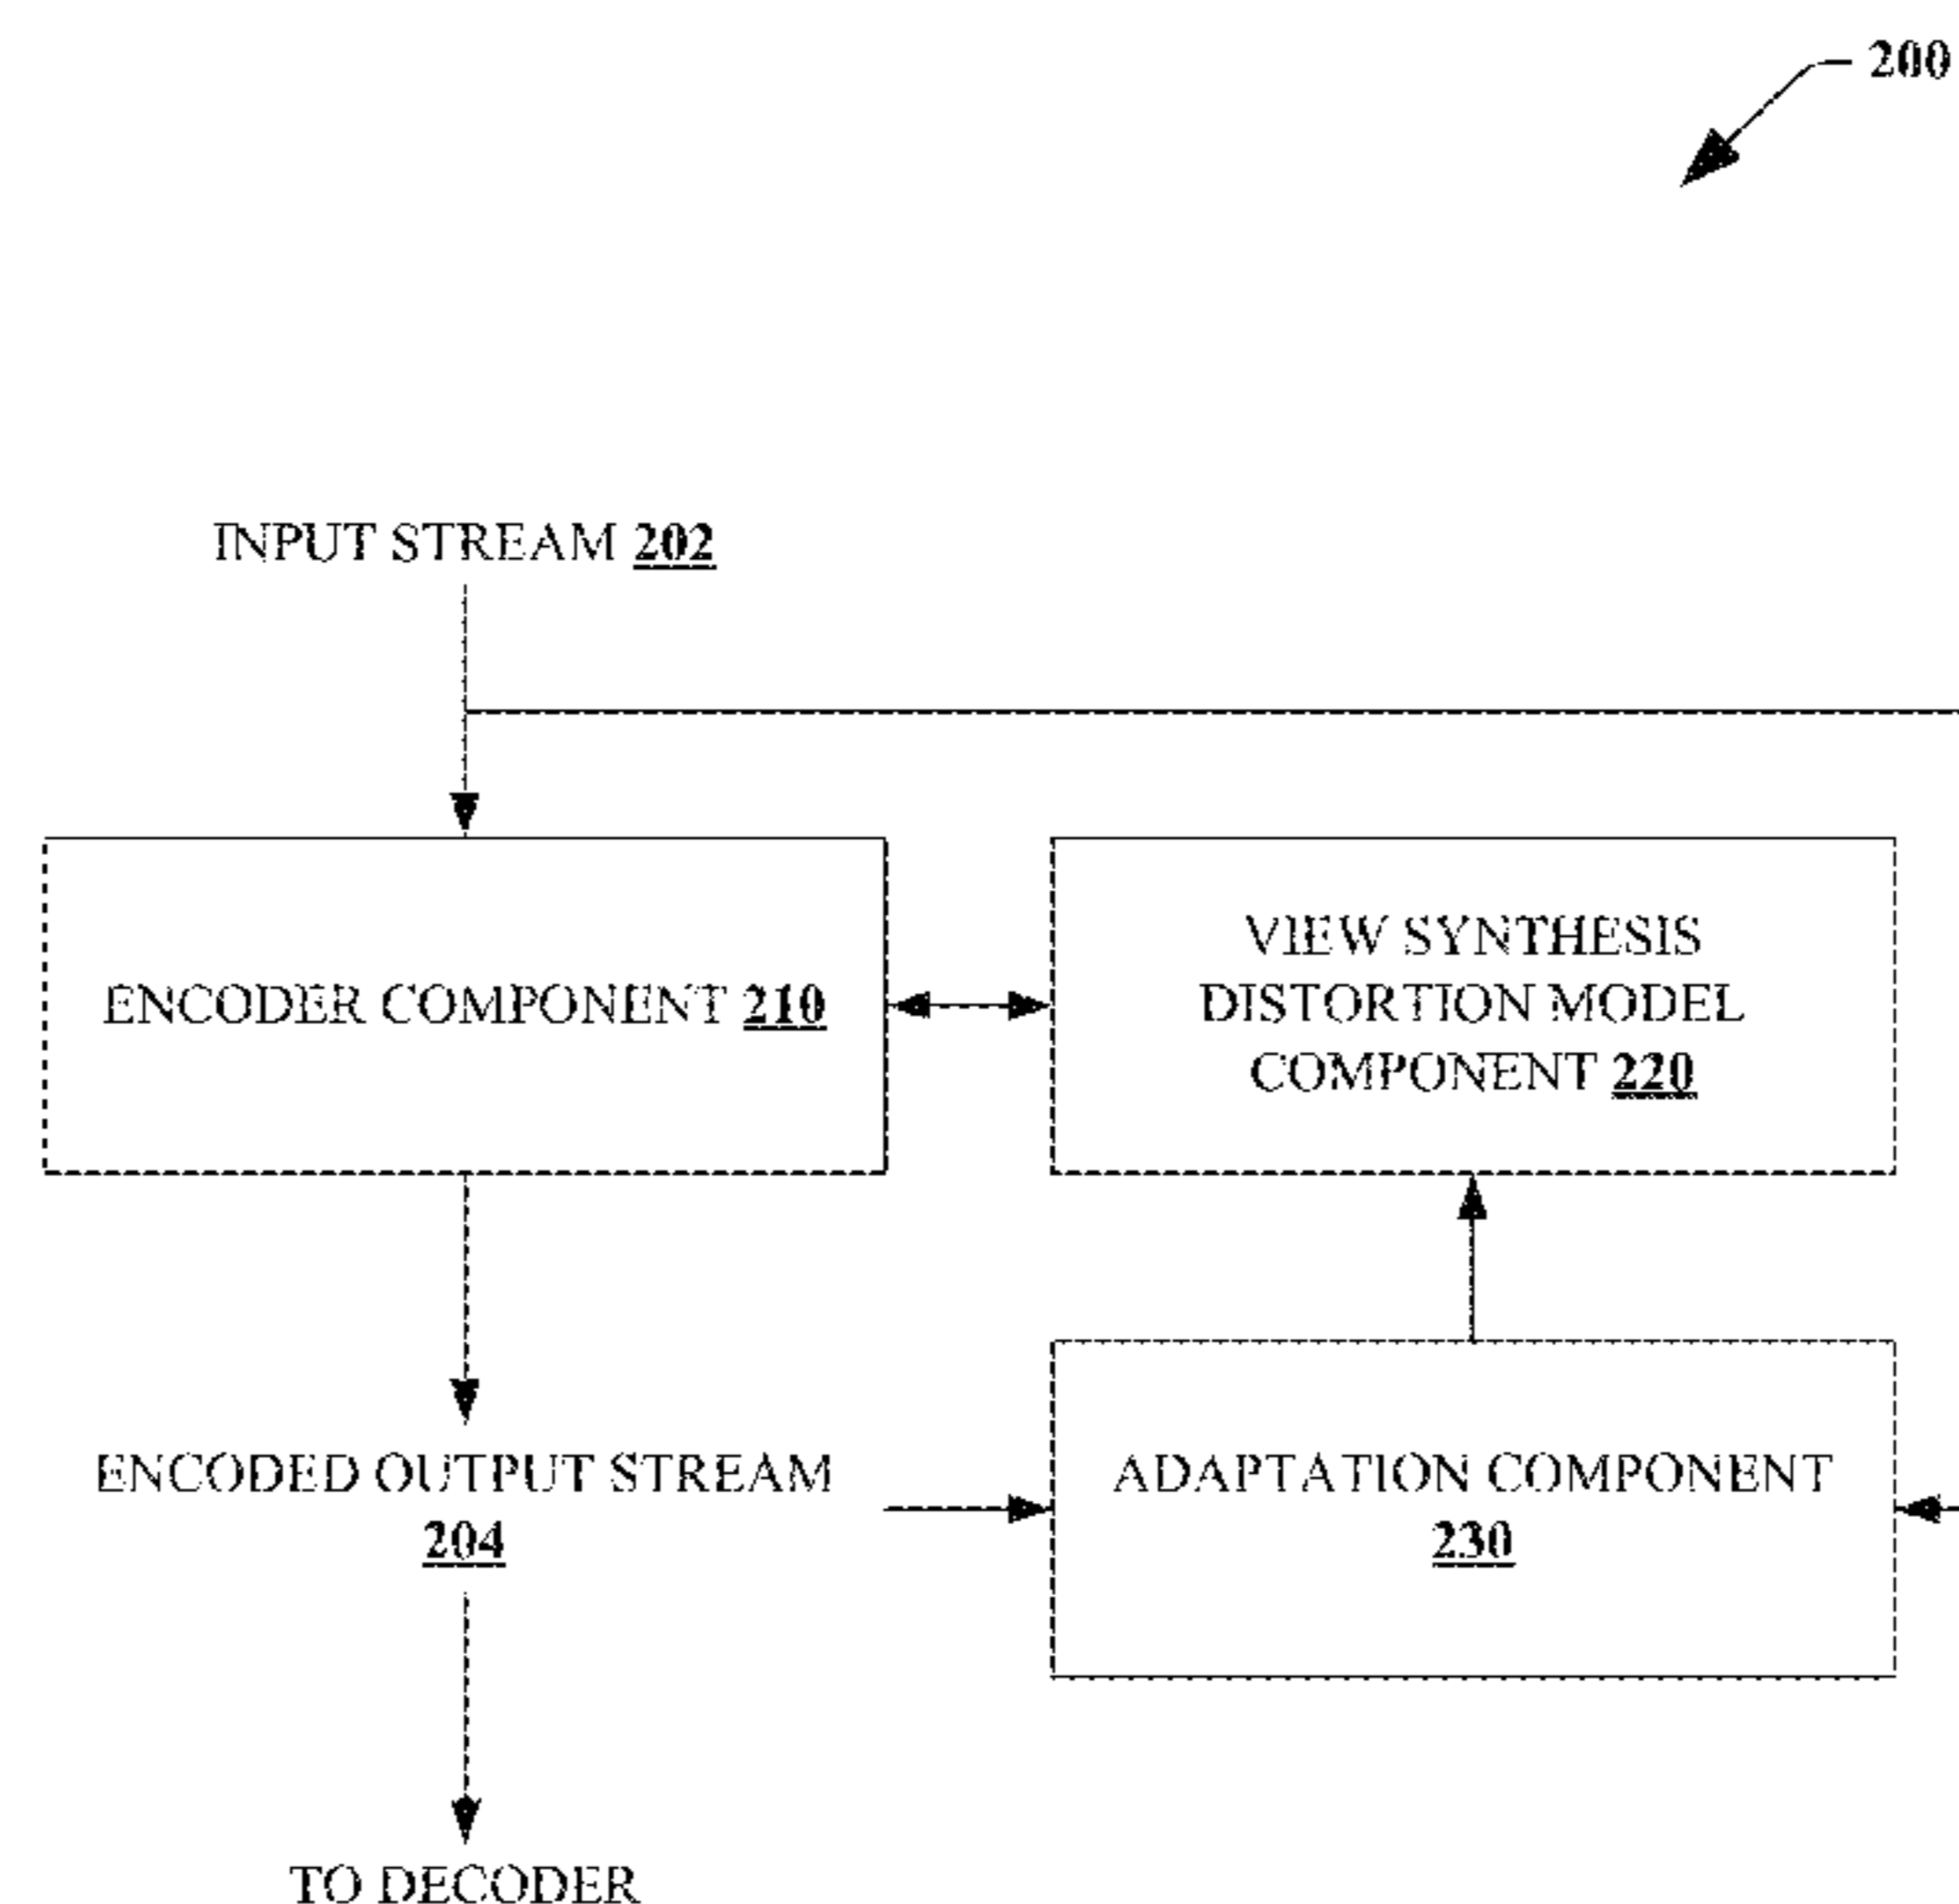 200
INPUT STREAM 202
ENCODER COMPONENT 210
VIEW SYNTHESIS
DISTORTION MODEL
COMPONENT 220
ENCODED OUTPUT STREAM
204
ADAPTATION COMPONENT
230
TO DECODER